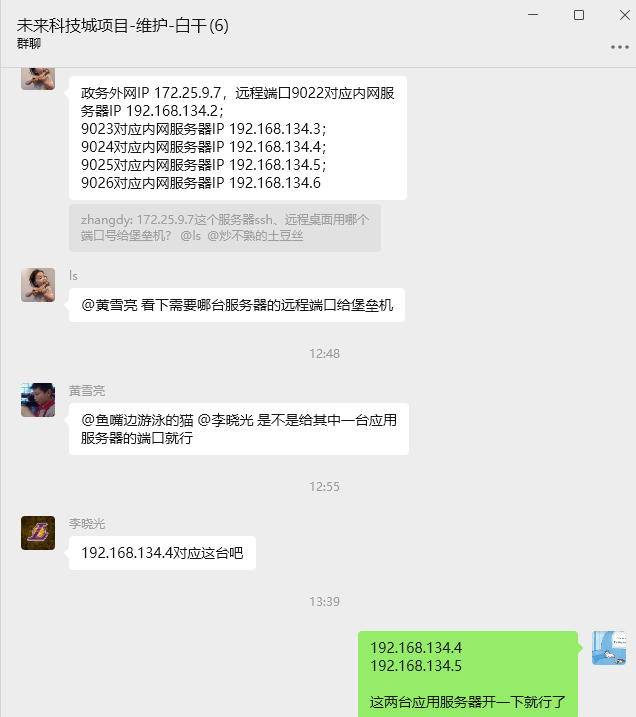 未来科技城项目-维护-白干(6)
群聊
政务外网IP 172.25.9.7，远程端口9022对应内网服
务器IP 192.168.134.2；
9023对应内网服务器IP 192.168.134.3；
9024对应内网服务器IP 192.168.134.4；
9025对应内网服务器IP 192.168.134.5；
9026对应内网服务器IP 192.168.134.6
zhangdy: 172.25.9.7这个服务器ssh、远程桌面用哪个
端口号给堡垒机？ @ls @炒不熟的土豆丝
ls
@黄雪亮 看下需要哪台服务器的远程端口给堡垒机
12:48
黄雪亮
@鱼嘴边游泳的猫 @李晓光 是不是给其中一台应用
服务器的端口就行
12:55
李晓光
192.168.134.4对应这台吧
13:39
192.168.134.4
192.168.134.5
这两台应用服务器开一下就行了